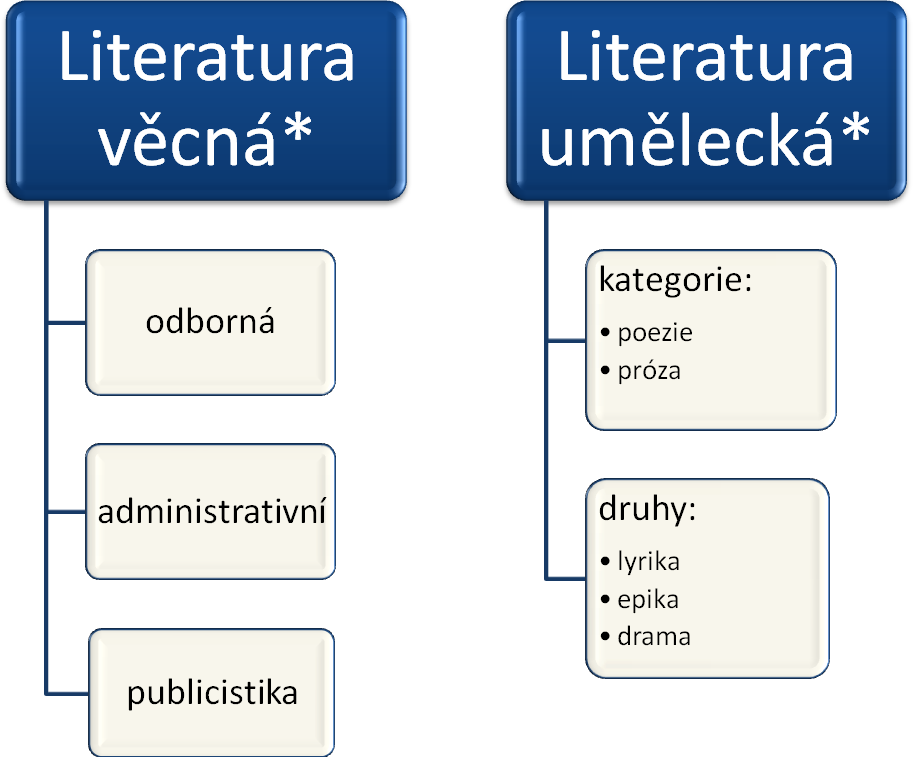 Literatura
věcná*
odborná
administrativní
publicistika
Literatura
umělecká*
kategorie:
• poezie
• próza
druhy:
• lyrika
• epika
• drama